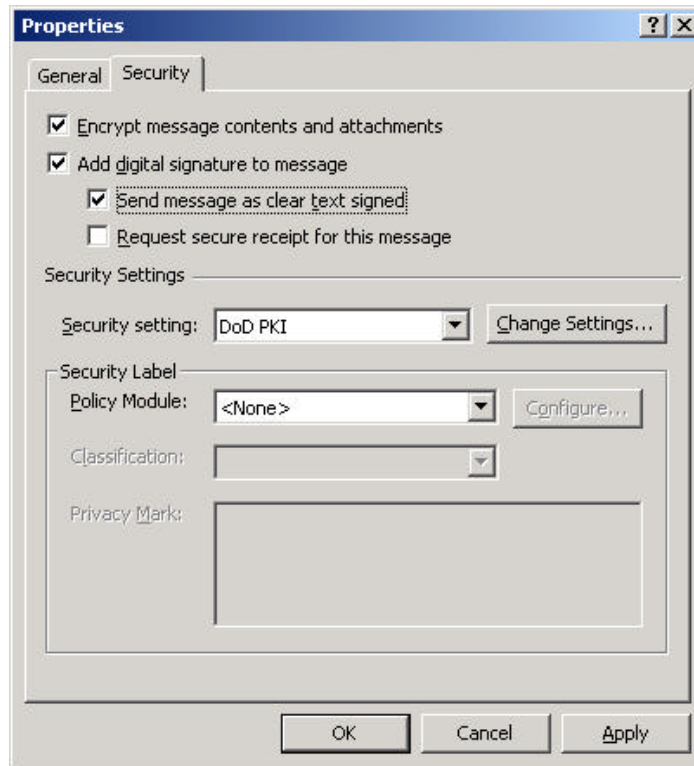 Properties
General Security
Encrypt message contents and attachments
Add digital signature to message
Send message as clear text signed
Request secure receipt for this message
Security Settings
Security setting: DoD PKI Change Settings...
Security Label
Policy Module: <None> Configure...
Classification:
Privacy Mark:
OK Cancel Apply